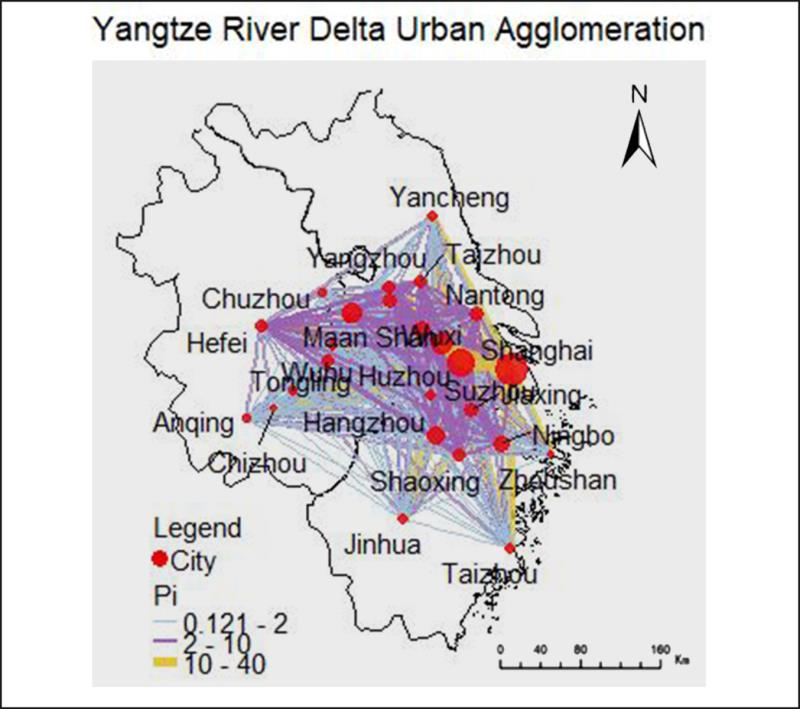 Yangtze River Delta Urban Agglomeration
N
Yancheng
Yangzhou
Taizhou
Chuzhou
Nantong
Hefei
Maan Shan
Wuxi
Shanghai
Wuhu
Tongling
Huzhou
Suzhou
Jiaxing
Anqing
Hangzhou
Ningbo
Chizhou
Shaoxing
Zhoushan
Jinhua
Taizhou
Legend
City
Pi
0.121 - 2
2 - 10
10 - 40
0 40 80 160
Km